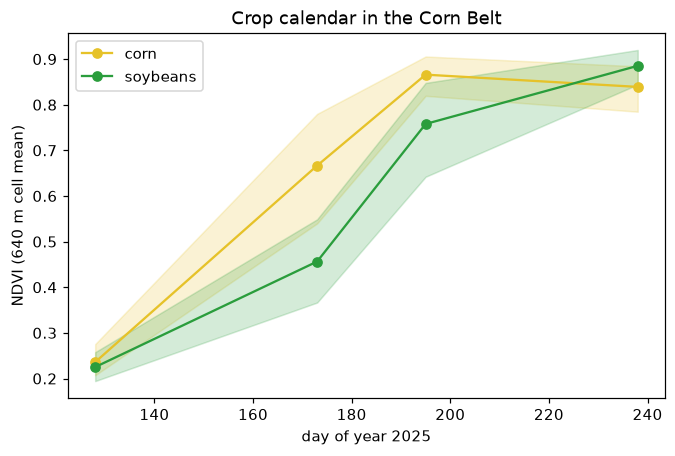 Crop calendar in the Corn Belt
corn
soybeans
NDVI (640 m cell mean)
0.9
0.8
0.7
0.6
0.5
0.4
0.3
0.2
140 160 180 200 220 240
day of year 2025